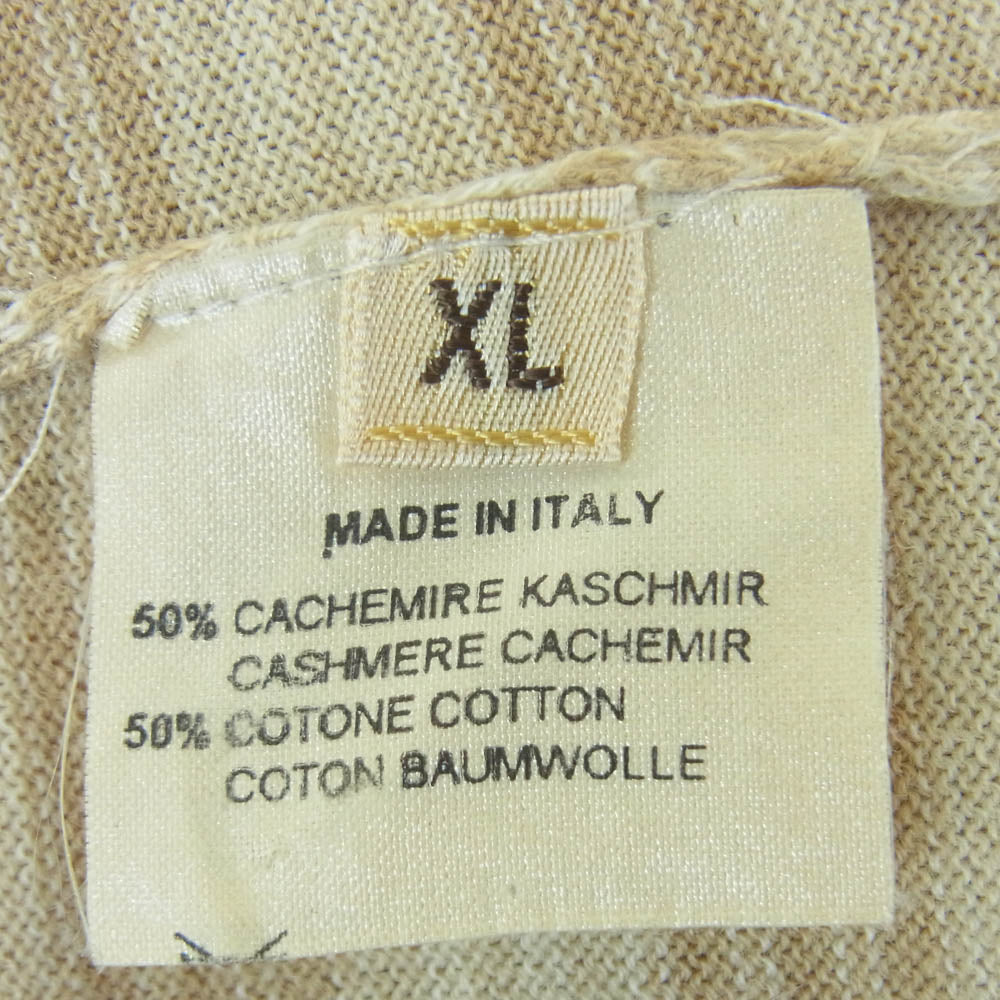 XL
MADE IN ITALY
50% CACHEMIRE KASCHMIR
CASHMERE CACHEMIR
50% COTONE COTTON
COTON BAUMWOLLE